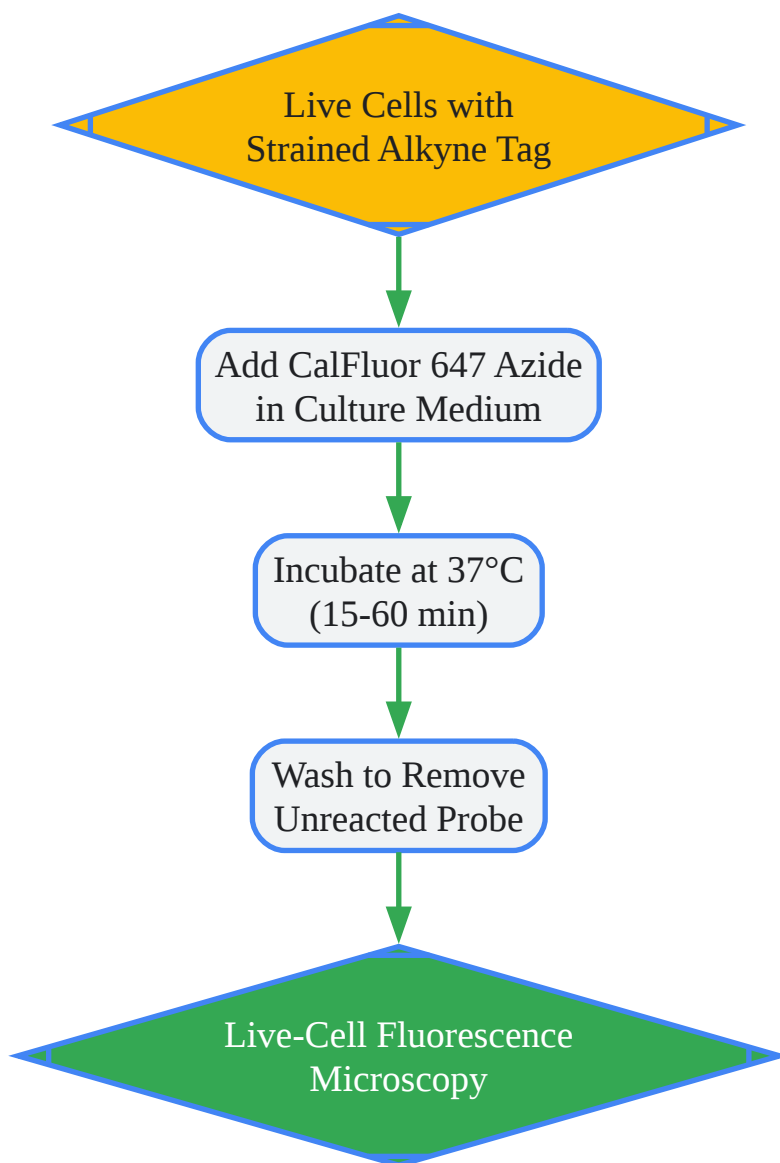 Live Cells with
Strained Alkyne Tag
Add CalFluor 647 Azide
in Culture Medium
Incubate at 37°C
(15-60 min)
Wash to Remove
Unreacted Probe
Live-Cell Fluorescence
Microscopy